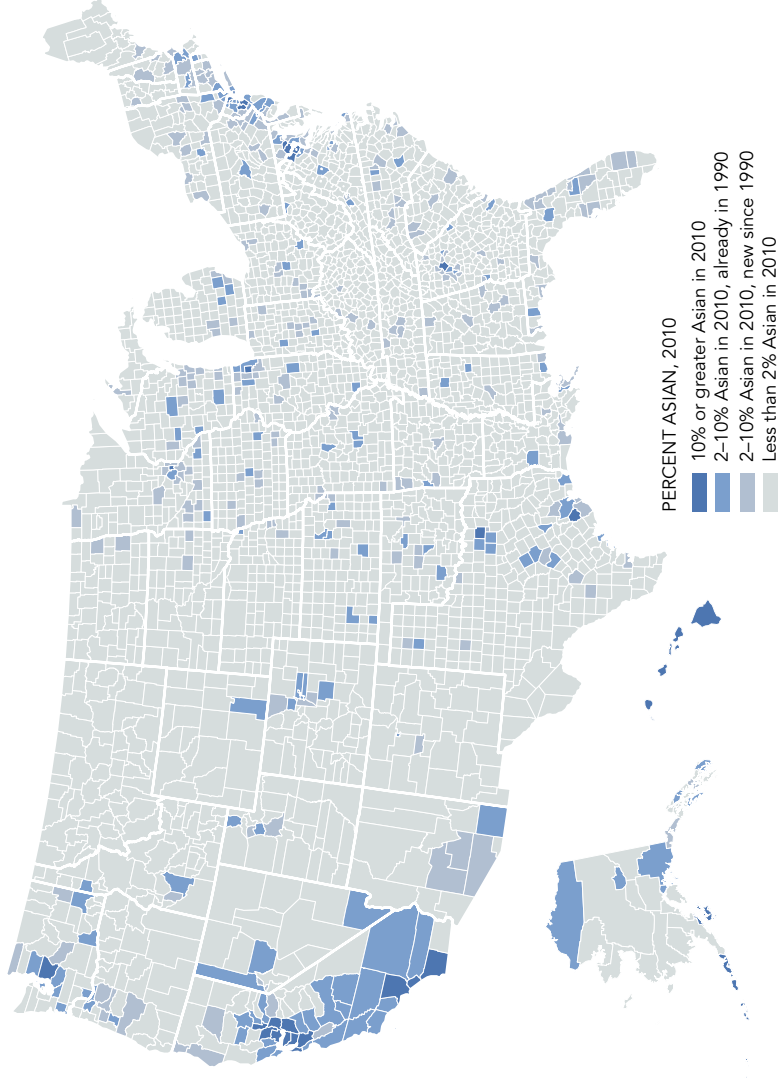 PERCENT ASIAN, 2010
10% or greater Asian in 2010
2–10% Asian in 2010, already in 1990
2–10% Asian in 2010, new since 1990
Less than 2% Asian in 2010